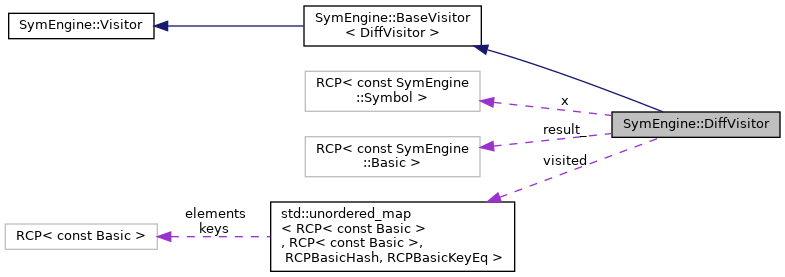 SymEngine::Visitor
SymEngine::BaseVisitor
< DiffVisitor >
RCP< const SymEngine
::Symbol >
x
SymEngine::DiffVisitor
RCP< const SymEngine
::Basic >
result_
visited
RCP< const Basic >
elements
keys
std::unordered_map
< RCP< const Basic >
, RCP< const Basic >,
RCPBasicHash, RCPBasicKeyEq >